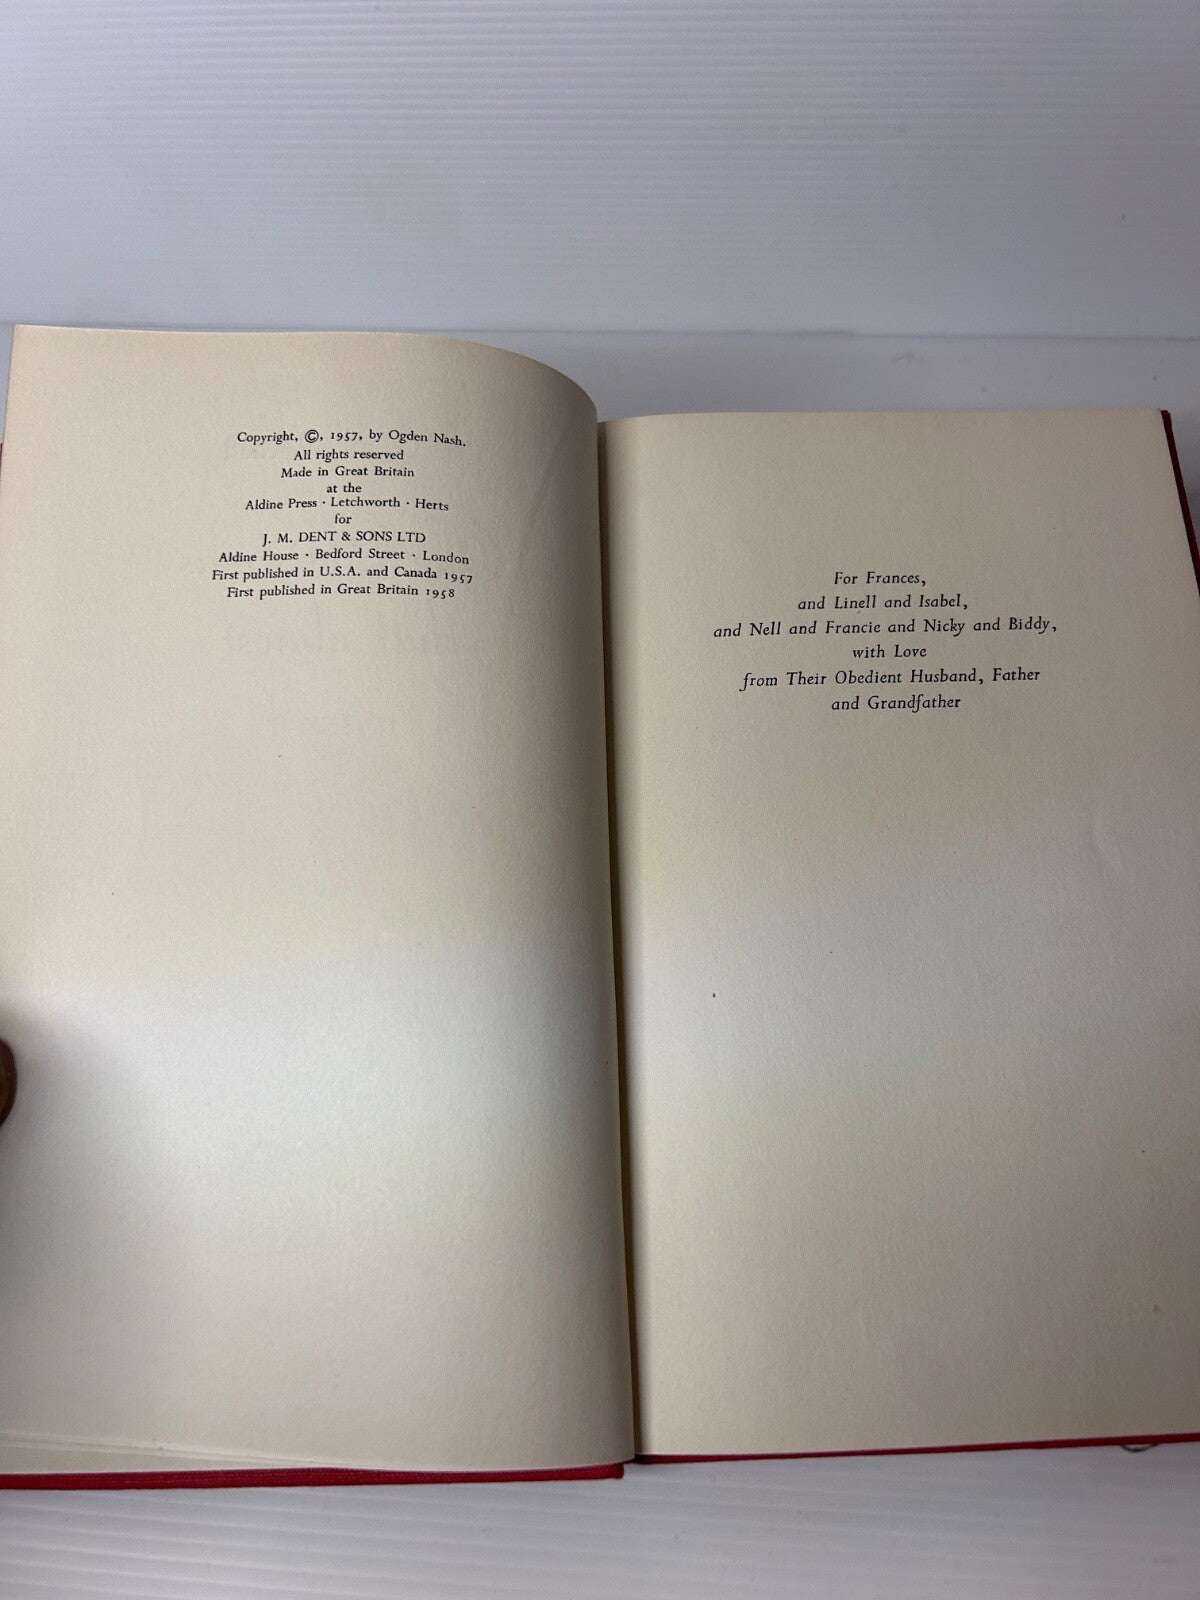 Copyright, ©, 1957, by Ogden Nash.
All rights reserved
Made in Great Britain
at the
Aldine Press · Letchworth · Herts
for
J. M. DENT & SONS LTD
Aldine House · Bedford Street · London
First published in U.S.A. and Canada 1957
First published in Great Britain 1958
For Frances,
and Linell and Isabel,
and Nell and Francie and Nicky and Biddy,
with Love
from Their Obedient Husband, Father
and Grandfather